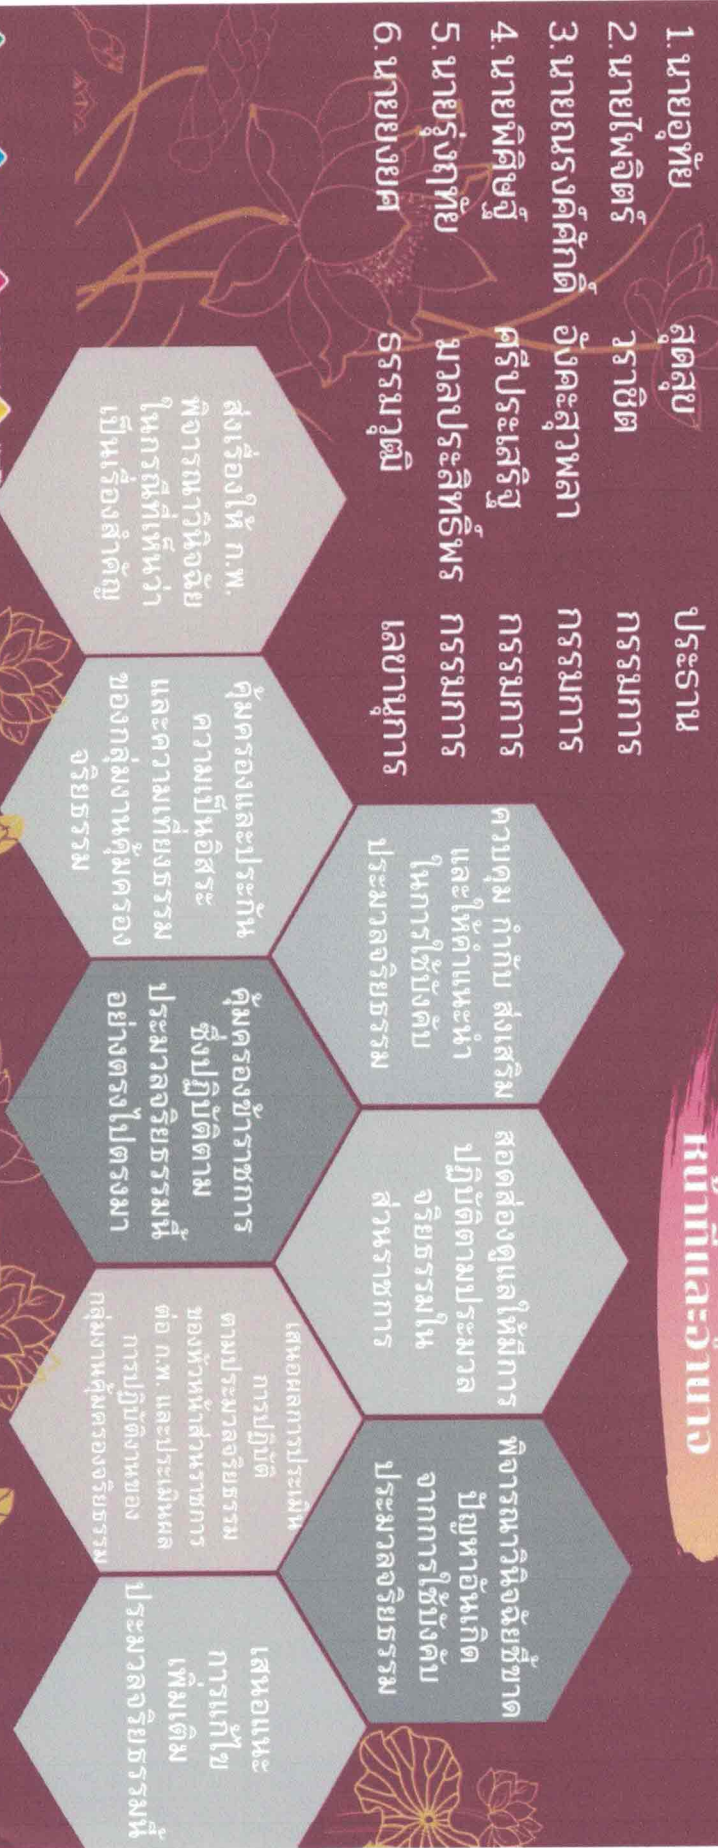 1. นายอุทัย สุดสุข ประธาน
2. นายไพจิตร์ วราชิต กรรมการ
3. นายณรงค์ศักดิ์ อังคะสุวพลา กรรมการ
4. นายพิศิษฐ์ ศรีประเสริฐ กรรมการ
5. นายรุ่งฤทัย มวลประสิทธิ์พร กรรมการ
6. นายยงยศ ธรรมวุฒิ เลขานุการ
หน้าที่และอำนาจ
ควบคุม กำกับ ส่งเสริม
และให้คำแนะนำ
ในการใช้บังคับ
ประมวลจริยธรรม
สอดส่องดูแลให้มีการ
ปฏิบัติตามประมวล
จริยธรรมใน
ส่วนราชการ
พิจารณาวินิจฉัยชี้ขาด
ปัญหาอันเกิด
จากการใช้บังคับ
ประมวลจริยธรรม
ส่งเรื่องให้ ก.พ.
พิจารณาวินิจฉัย
ในกรณีที่เห็นว่า
เป็นเรื่องสำคัญ
คุ้มครองและประกัน
ความเป็นอิสระ
และความเที่ยงธรรม
ของกลุ่มงานคุ้มครอง
จริยธรรม
คุ้มครองข้าราชการ
ซึ่งปฏิบัติตาม
ประมวลจริยธรรมนี้
อย่างตรงไปตรงมา
เสนอผลการประเมิน
การปฏิบัติ
ตามประมวลจริยธรรม
ของหัวหน้าส่วนราชการ
ต่อ ก.พ. และประเมินผล
การปฏิบัติงานของ
กลุ่มงานคุ้มครองจริยธรรม
เสนอแนะ
การแก้ไข
เพิ่มเติม
ประมวลจริยธรรมนี้